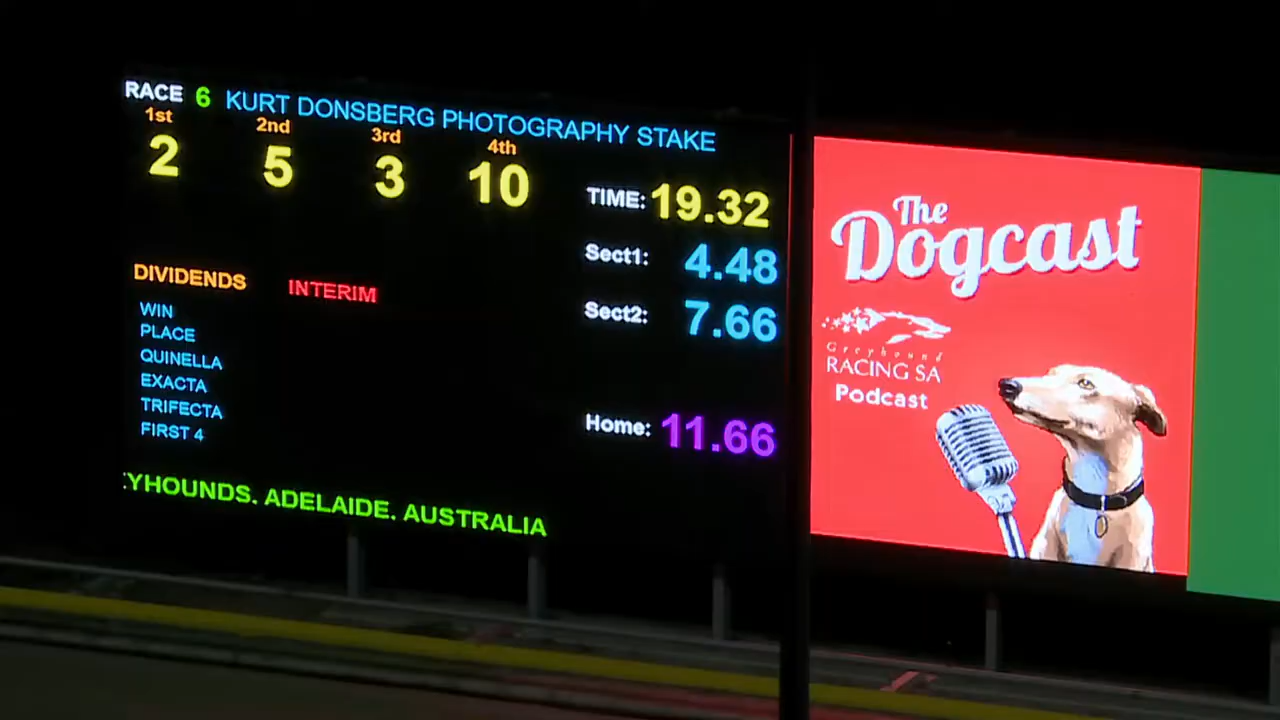 RACE 6 KURT DONSBERG PHOTOGRAPHY STAKE
1st 2nd 3rd 4th
2 5 3 10
TIME: 19.32
Sect1: 4.48
Sect2: 7.66
Home: 11.66
DIVIDENDS INTERIM
WIN
PLACE
QUINELLA
EXACTA
TRIFECTA
FIRST 4
YHOUNDS. ADELAIDE. AUSTRALIA
The
Dogcast
Greyhound
RACING SA
Podcast